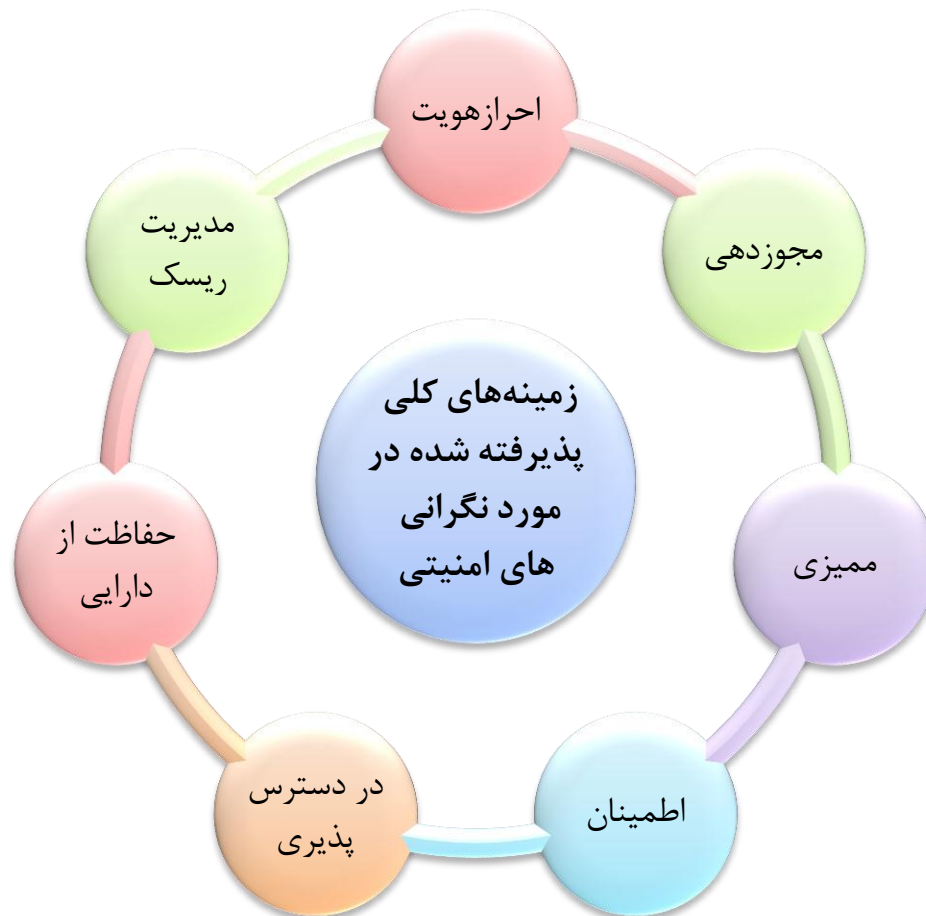 احرازهویت
مجوزدهی
ممیزی
اطمینان
در دسترس
پذیری
حفاظت از
دارایی
مدیریت
ریسک
زمینه‌های کلی
پذیرفته شده در
مورد نگرانی
های امنیتی